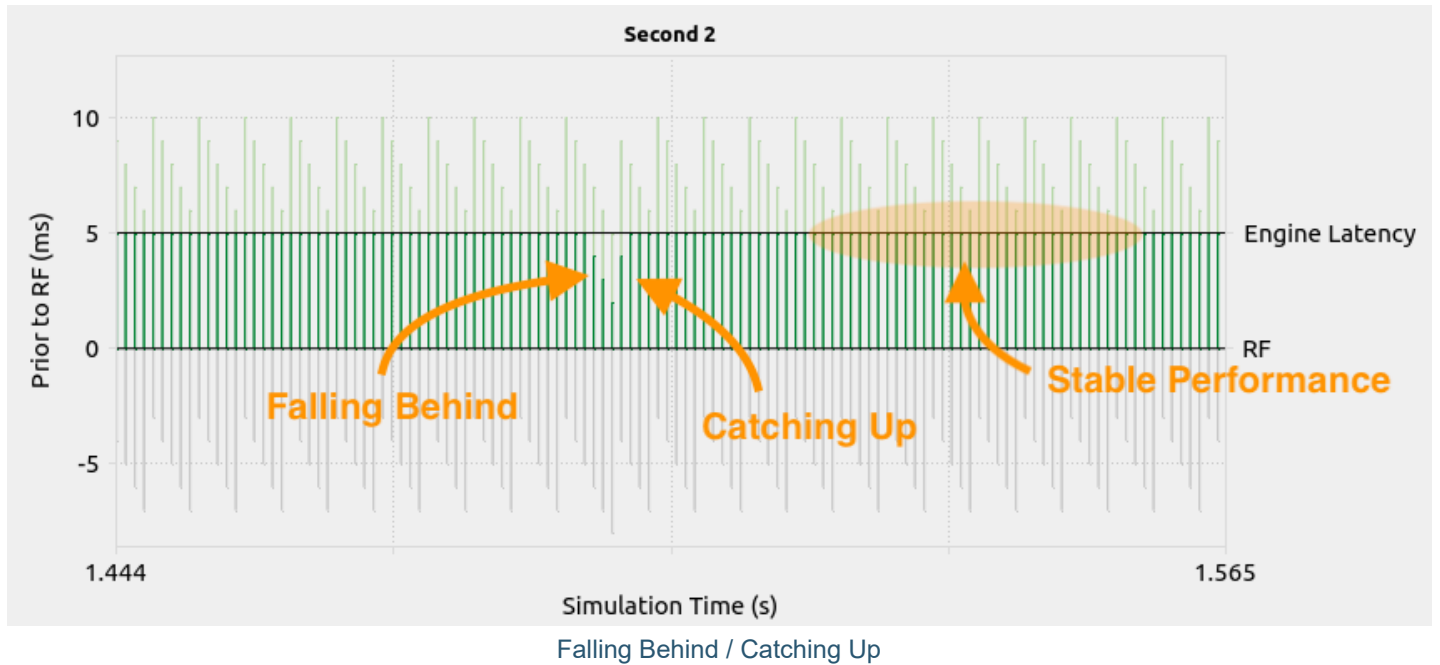 Second 2
10
5
0
-5
Prior to RF (ms)
Engine Latency
RF
Falling Behind
Catching Up
Stable Performance
1.444
1.565
Simulation Time (s)
Falling Behind / Catching Up